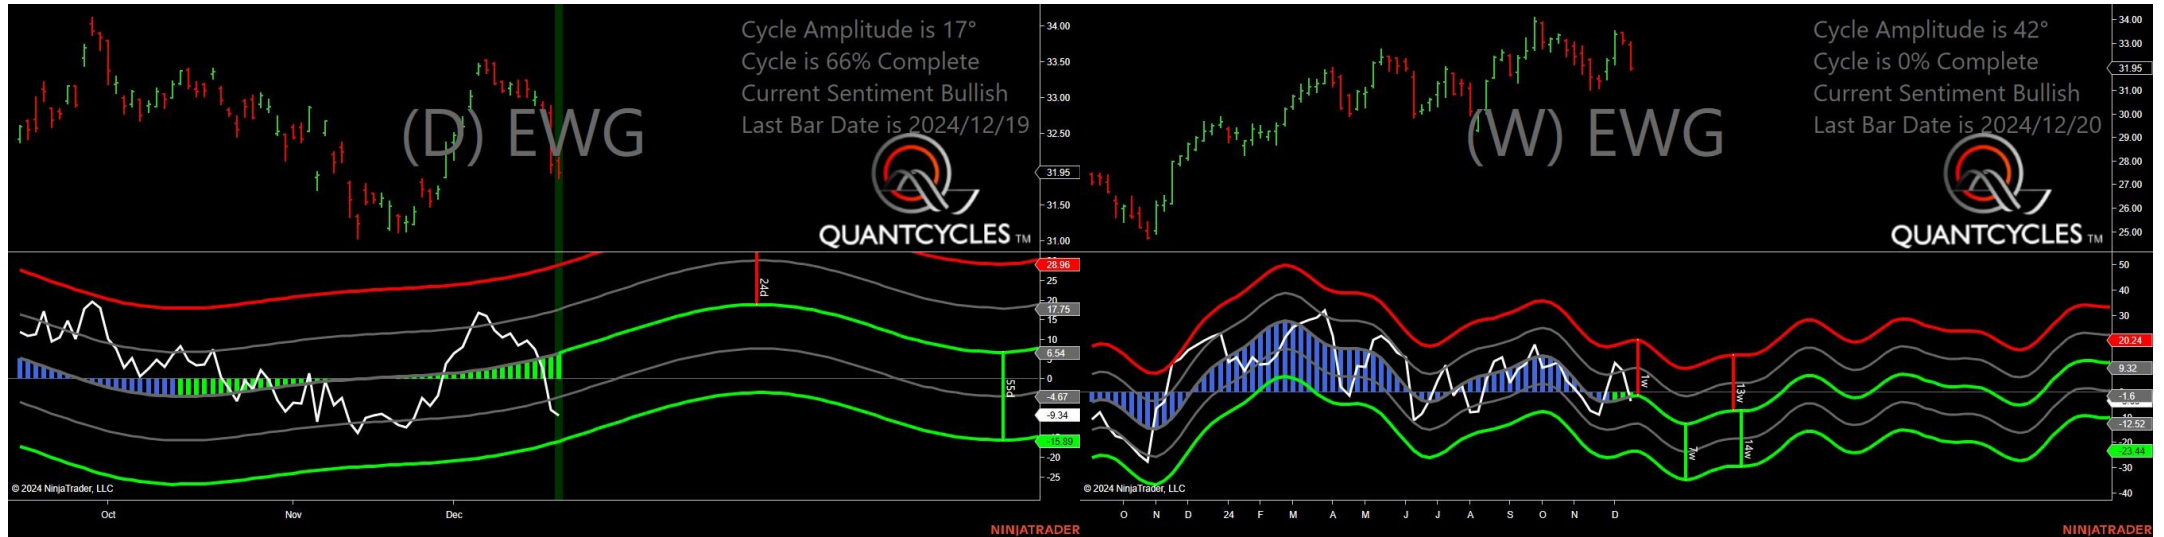 Cycle Amplitude is 17°
Cycle is 66% Complete
Current Sentiment Bullish
Last Bar Date is 2024/12/19
(D) EWG
QUANTCYCLES TM
34.00
33.50
33.00
32.50
31.95
31.50
31.00
28.96
25
20
17.75
15
10
6.54
5
0
-4.67
-9.34
-15.89
-20
-25
24d
55d
© 2024 NinjaTrader, LLC
Oct
Nov
Dec
NINJATRADER
Cycle Amplitude is 42°
Cycle is 0% Complete
Current Sentiment Bullish
Last Bar Date is 2024/12/20
(W) EWG
QUANTCYCLES TM
34.00
33.00
31.95
31.00
30.00
29.00
28.00
27.00
26.00
25.00
50
40
30
20.24
9.32
-1.6
-12.52
-20
-23.44
-30
-40
1w
13w
7w
14w
© 2024 NinjaTrader, LLC
O N D 24 F M A M J J A S O N D
NINJATRADER